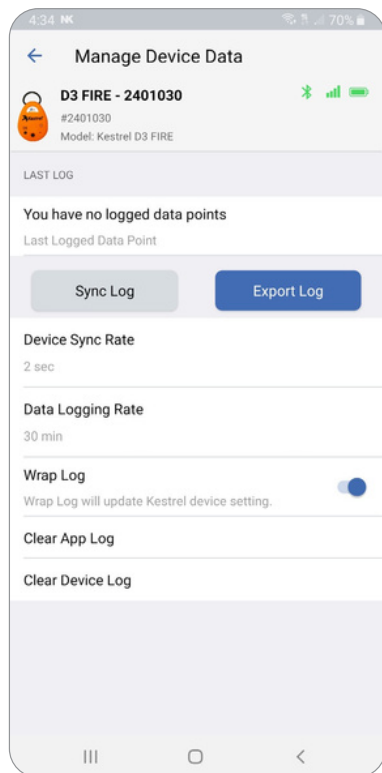 4:34 NK 70%
Manage Device Data
D3 FIRE - 2401030
#2401030
Model: Kestrel D3 FIRE
LAST LOG
You have no logged data points
Last Logged Data Point
Sync Log Export Log
Device Sync Rate
2 sec
Data Logging Rate
30 min
Wrap Log
Wrap Log will update Kestrel device setting.
Clear App Log
Clear Device Log